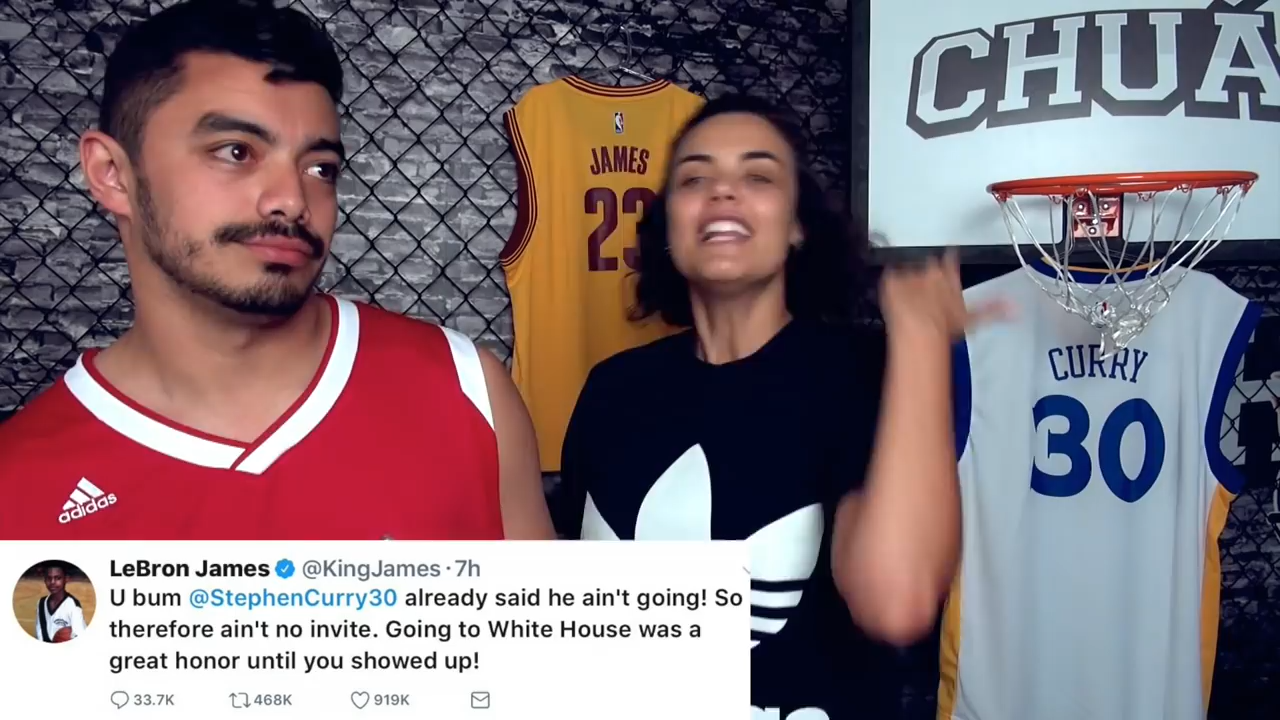 CHUÁ
JAMES
23
CURRY
30
adidas
LeBron James @KingJames · 7h
U bum @StephenCurry30 already said he ain't going! So
therefore ain't no invite. Going to White House was a
great honor until you showed up!
33.7K 468K 919K